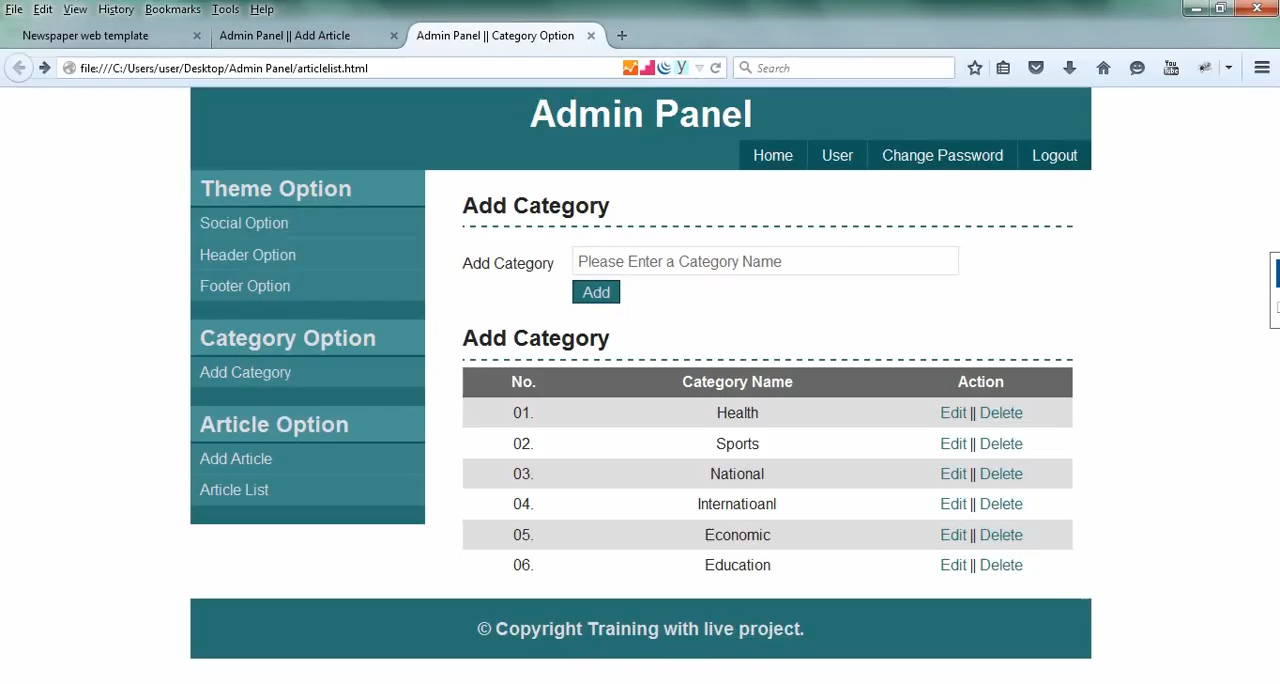 File Edit View History Bookmarks Tools Help
Newspaper web template × Admin Panel || Add Article × Admin Panel || Category Option × +
file:///C:/Users/user/Desktop/Admin Panel/articlelist.html Search You Tube
Admin Panel
Home User Change Password Logout
Theme Option
Social Option
Header Option
Footer Option
Category Option
Add Category
Article Option
Add Article
Article List
Add Category
Add Category Please Enter a Category Name
Add
Add Category
No. Category Name Action
01. Health Edit || Delete
02. Sports Edit || Delete
03. National Edit || Delete
04. Internatioanl Edit || Delete
05. Economic Edit || Delete
06. Education Edit || Delete
© Copyright Training with live project.